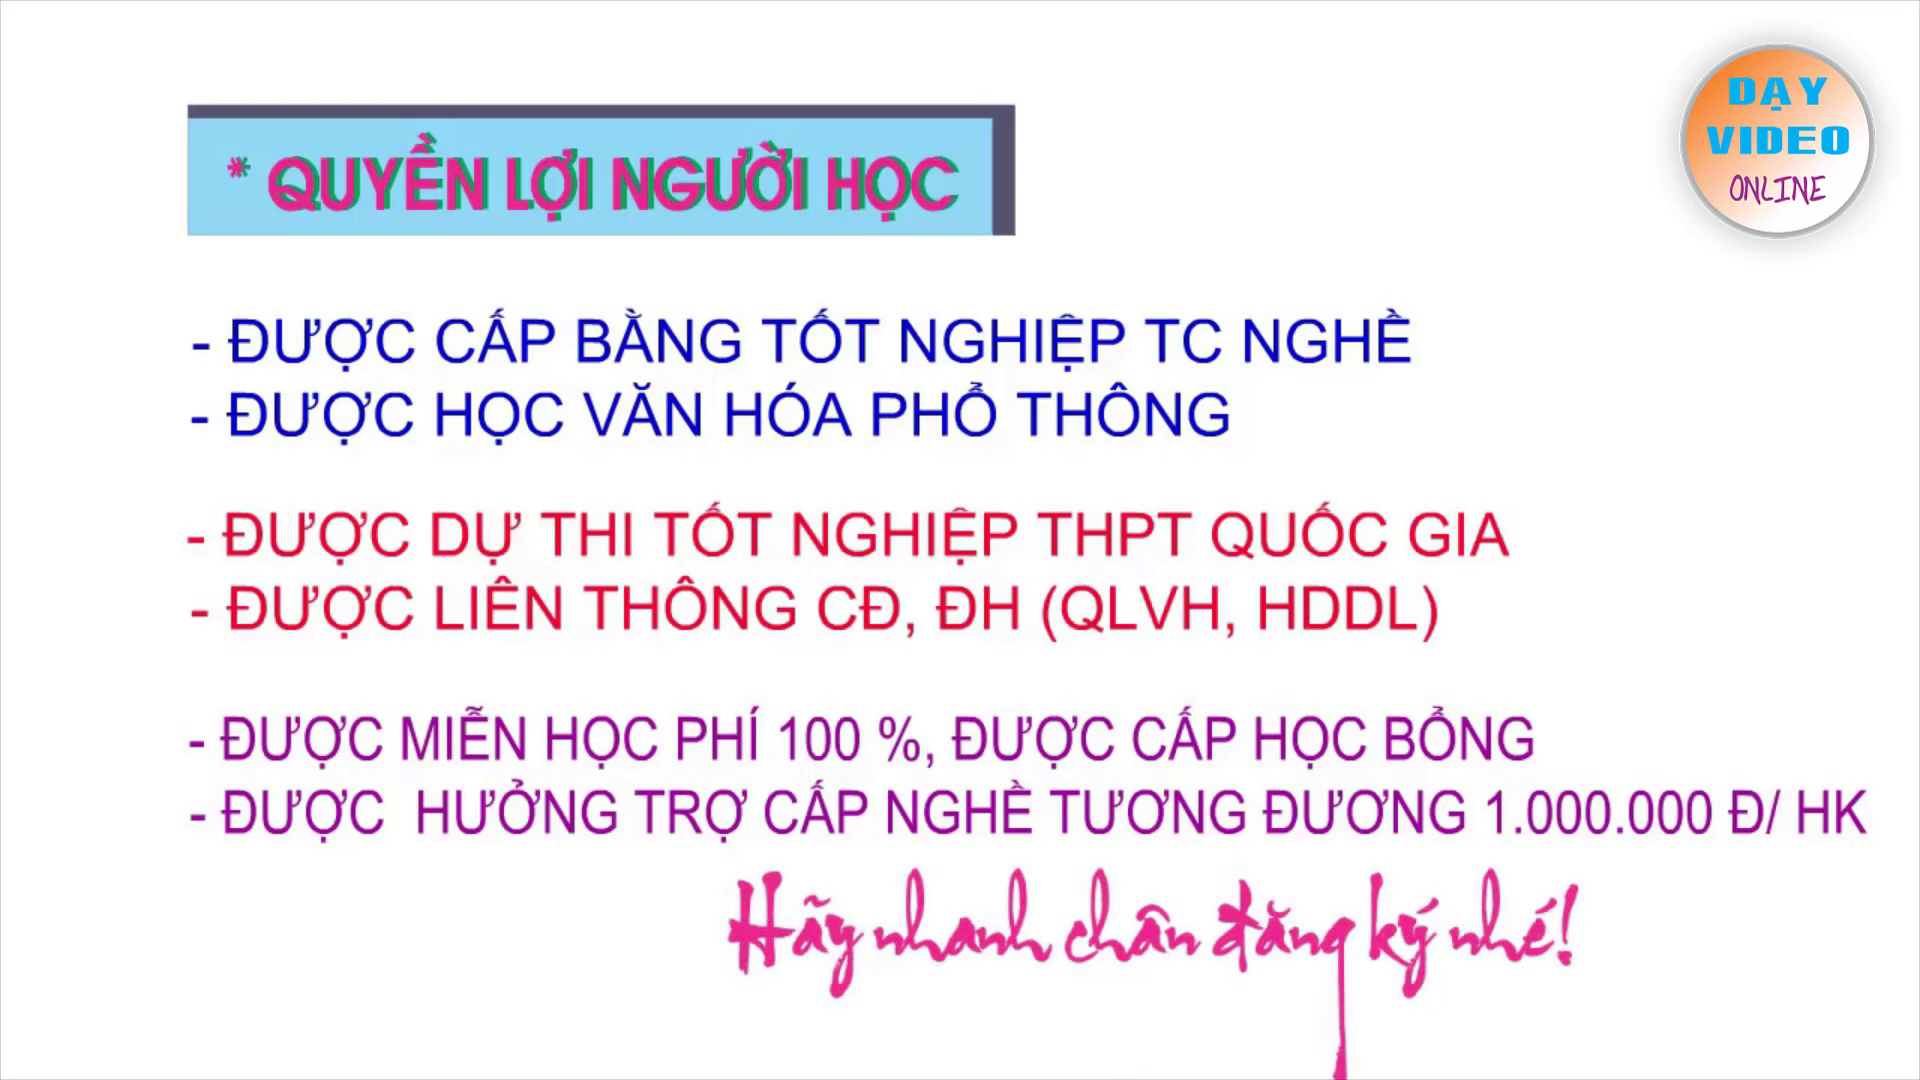 DẠY
VIDEO
ONLINE
* QUYỀN LỢI NGƯỜI HỌC
- ĐƯỢC CẤP BẰNG TỐT NGHIỆP TC NGHỀ
- ĐƯỢC HỌC VĂN HÓA PHỔ THÔNG
- ĐƯỢC DỰ THI TỐT NGHIỆP THPT QUỐC GIA
- ĐƯỢC LIÊN THÔNG CĐ, ĐH (QLVH, HDDL)
- ĐƯỢC MIỄN HỌC PHÍ 100 %, ĐƯỢC CẤP HỌC BỔNG
- ĐƯỢC HƯỞNG TRỢ CẤP NGHỀ TƯƠNG ĐƯƠNG 1.000.000 Đ/ HK
Hãy nhanh chân đăng ký nhé!